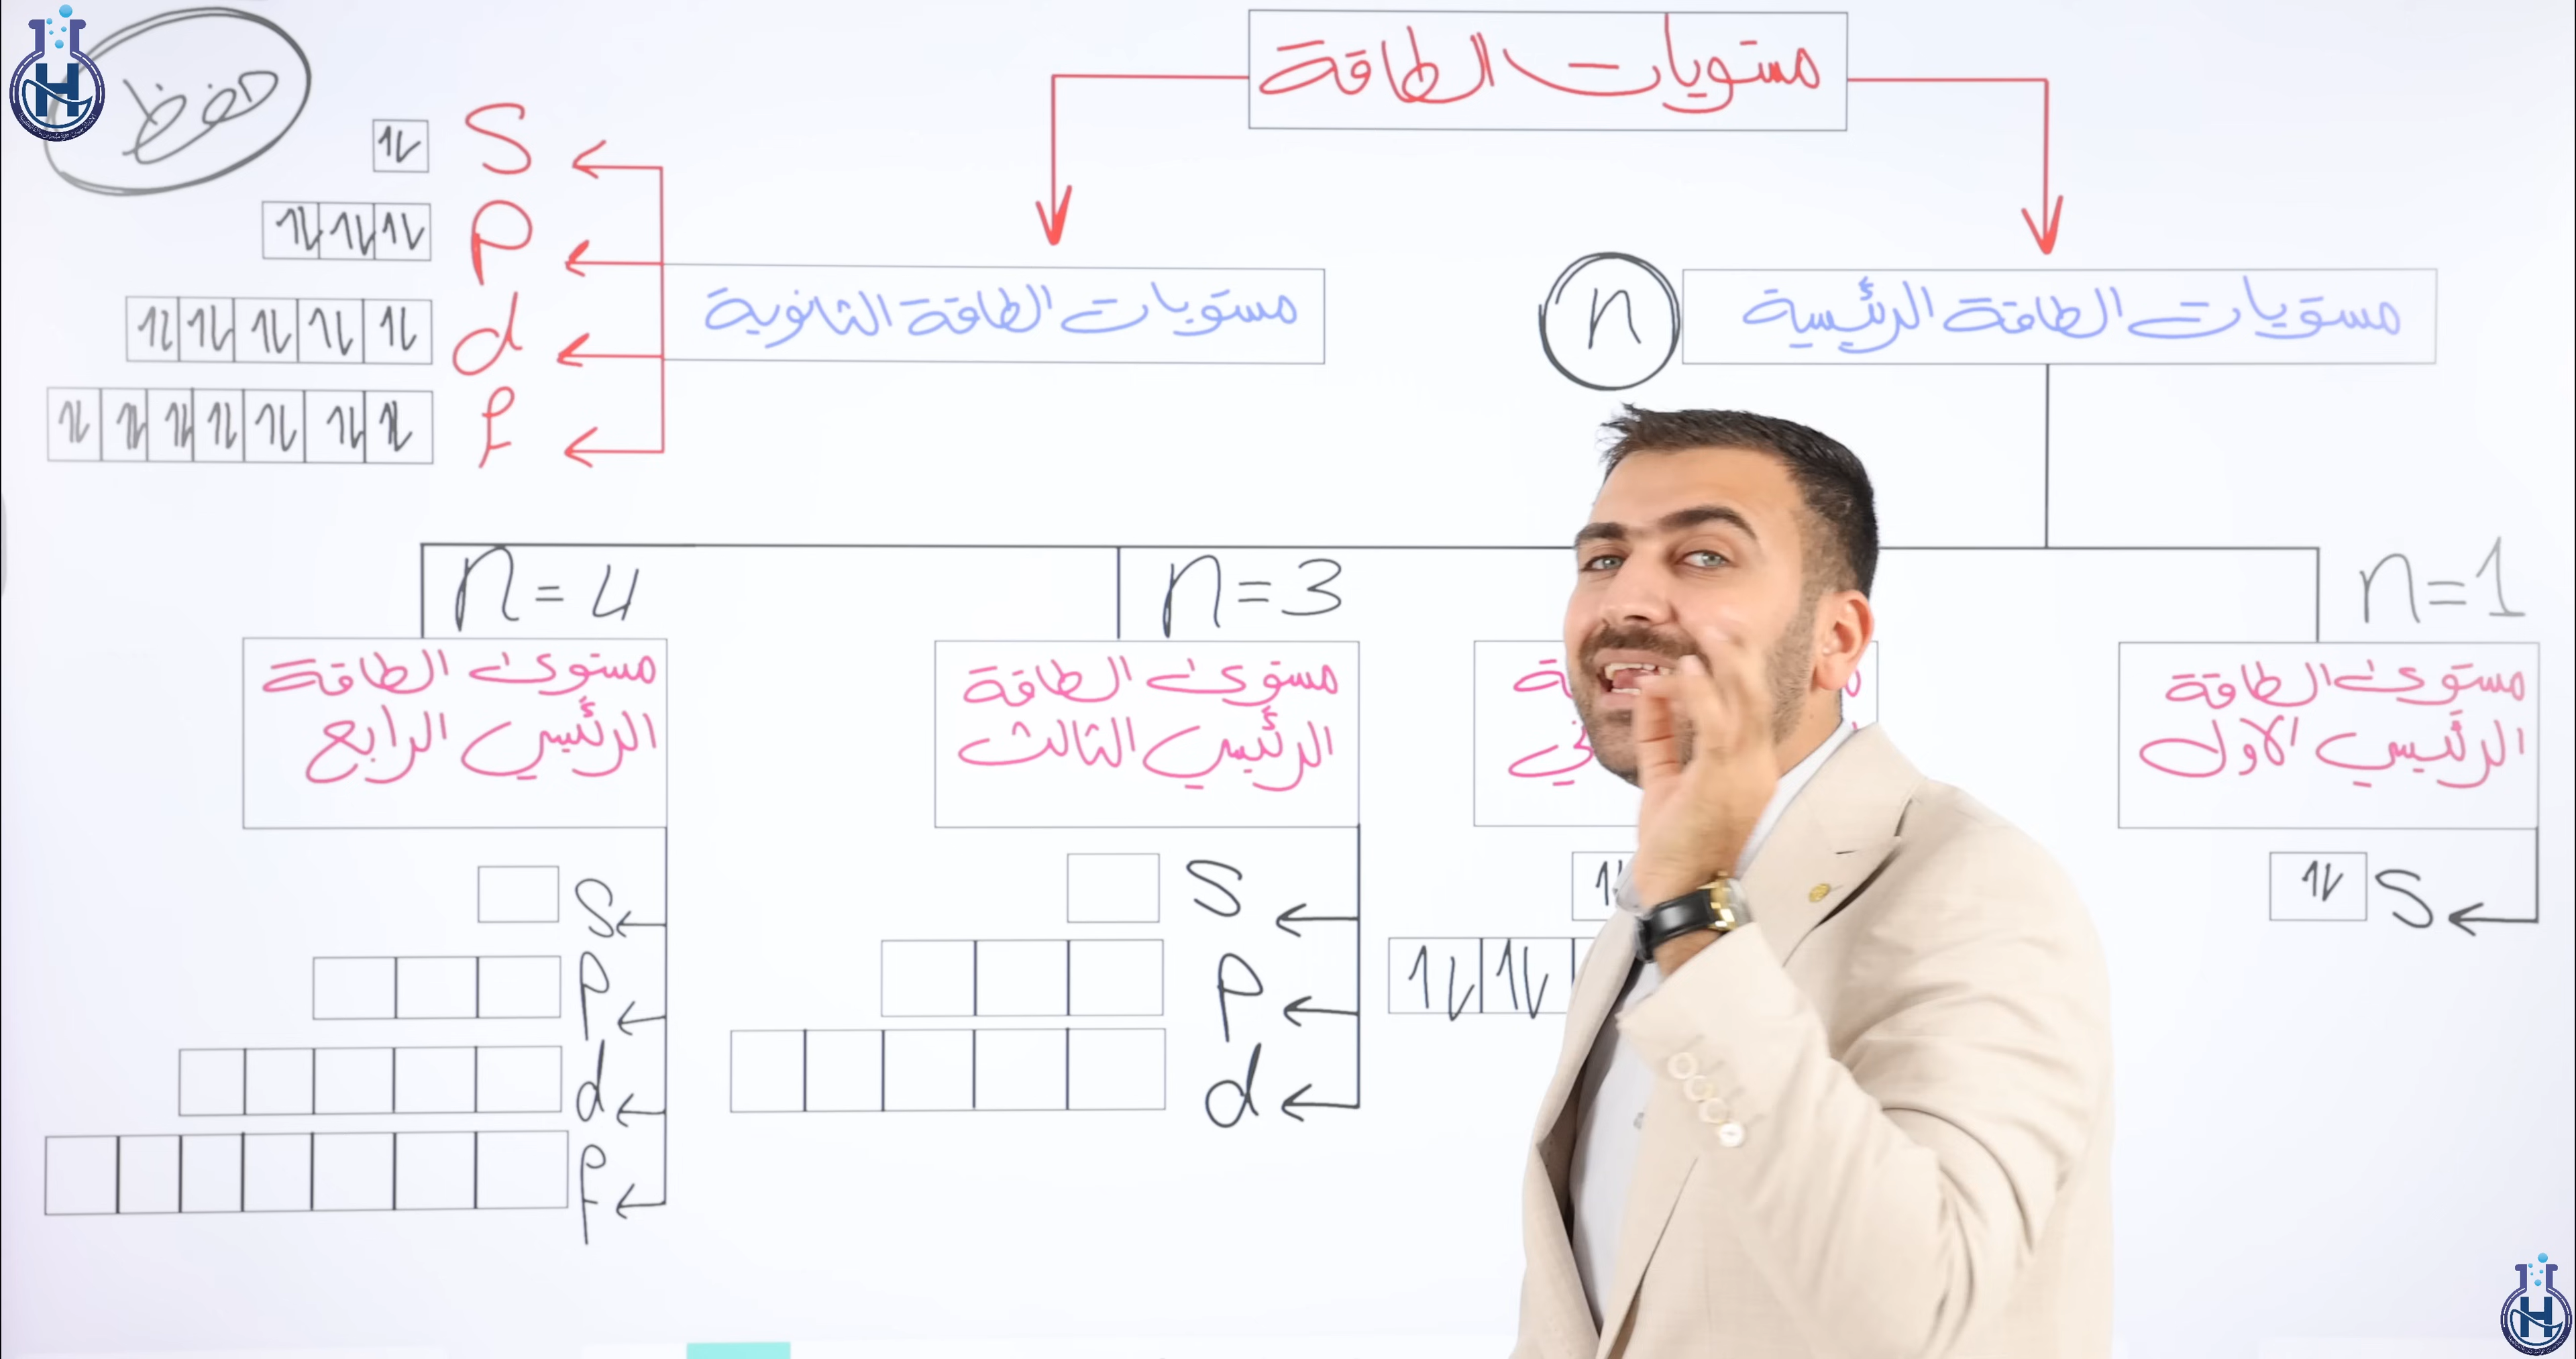 مستويات الطاقة
مستويات الطاقة الرئيسية
n
مستويات الطاقة الثانوية
S
P
d
f
حفظ
n=1
مستوى الطاقة
الرئيسي الاول
S
n=3
مستوى الطاقة
الرئيسي الثالث
S
P
d
n=4
مستوى الطاقة
الرئيسي الرابع
S
P
d
f
H
H